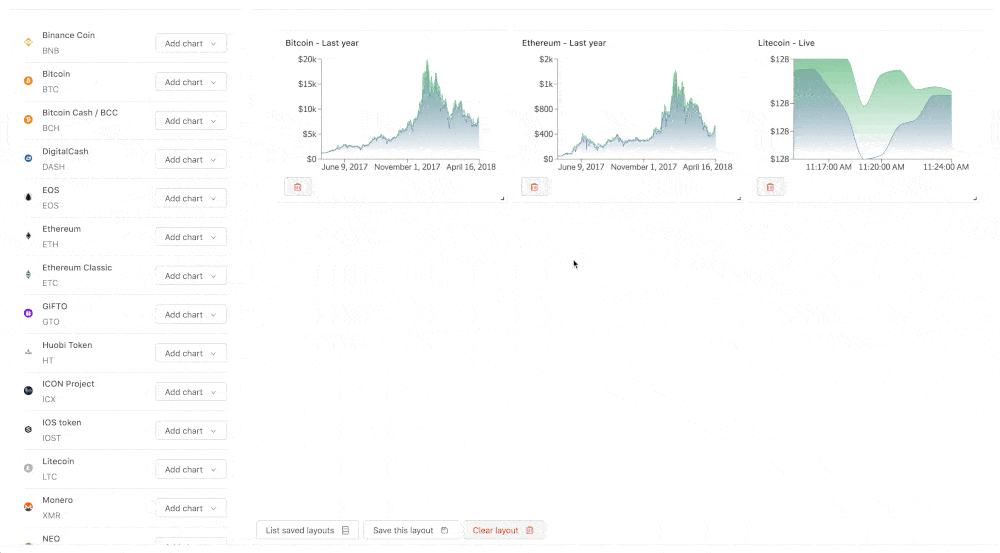 Binance Coin
BNB
Add chart
Bitcoin
BTC
Add chart
Bitcoin Cash / BCC
BCH
Add chart
DigitalCash
DASH
Add chart
EOS
EOS
Add chart
Ethereum
ETH
Add chart
Ethereum Classic
ETC
Add chart
GIFTO
GTO
Add chart
Huobi Token
HT
Add chart
ICON Project
ICX
Add chart
IOS token
IOST
Add chart
Litecoin
LTC
Add chart
Monero
XMR
Add chart
NEO
Bitcoin - Last year
$20k
$15k
$10k
$5k
$0
June 9, 2017 November 1, 2017 April 16, 2018
Ethereum - Last year
$2k
$1k
$800
$400
$0
June 9, 2017 November 1, 2017 April 16, 2018
Litecoin - Live
$128
$128
$128
$128
11:17:00 AM 11:20:00 AM 11:24:00 AM
List saved layouts
Save this layout
Clear layout